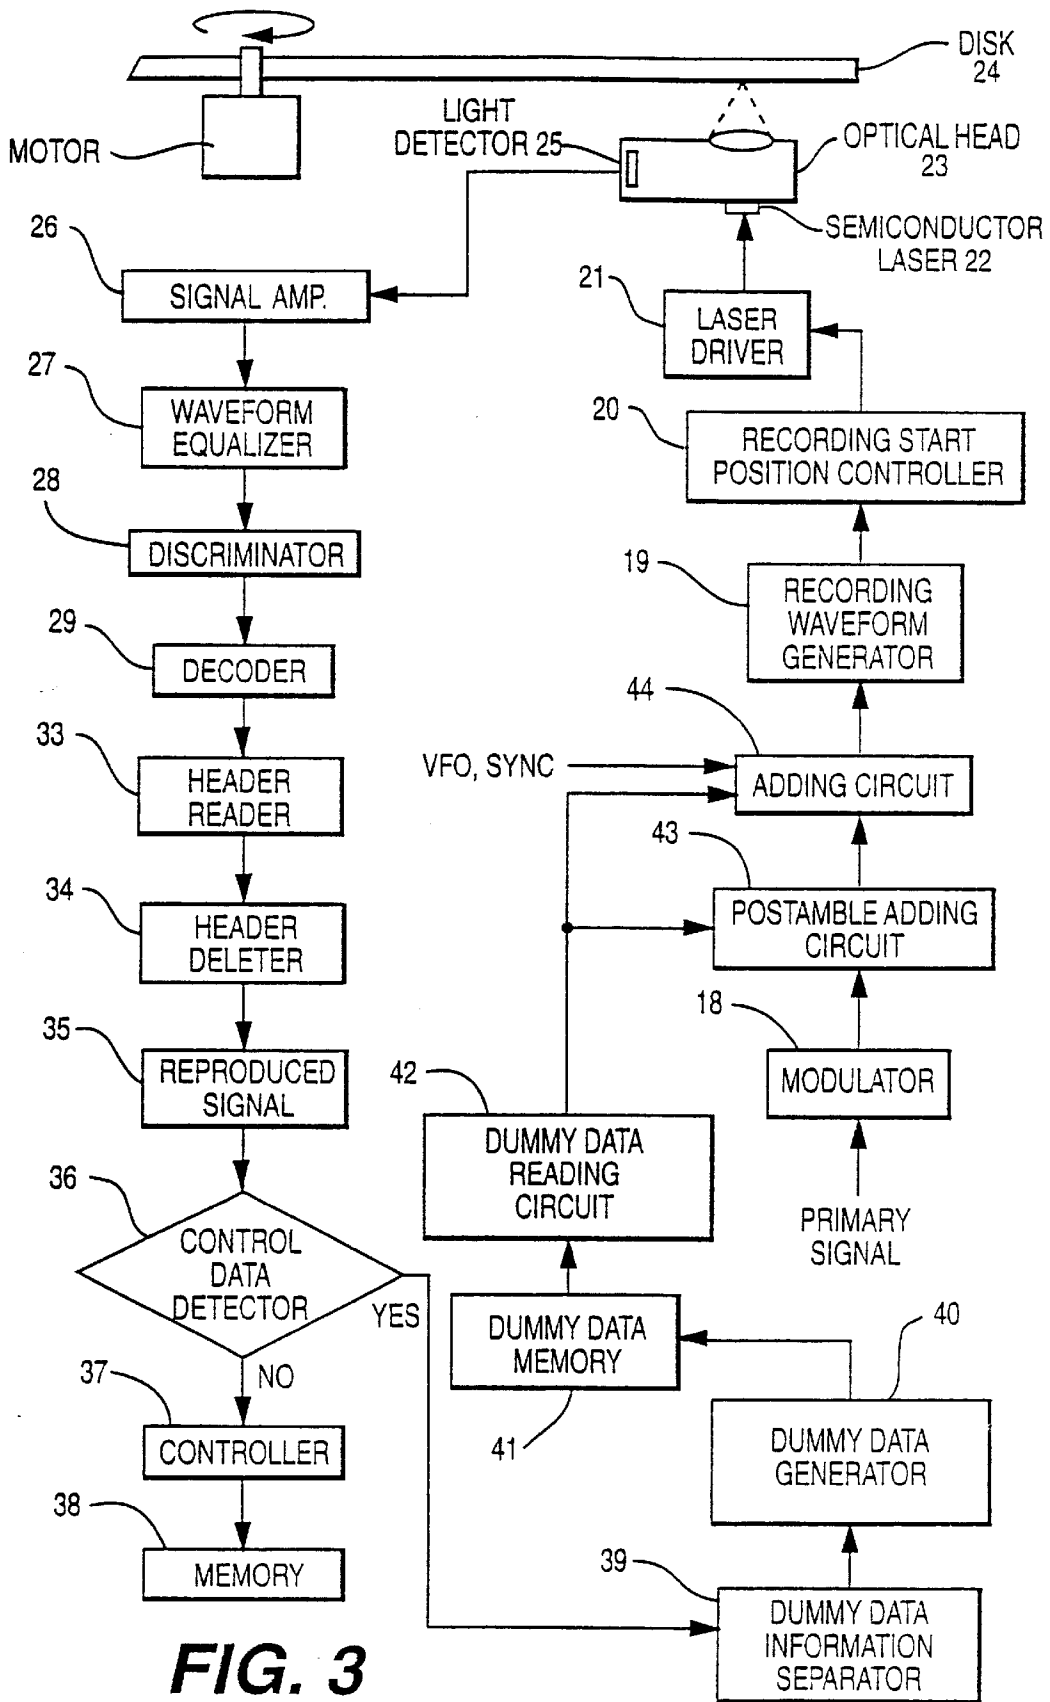 DISK
24
MOTOR
LIGHT
DETECTOR 25
OPTICAL HEAD
23
SEMICONDUCTOR
LASER 22
26
SIGNAL AMP.
21
LASER
DRIVER
27
WAVEFORM
EQUALIZER
20
RECORDING START
POSITION CONTROLLER
28
DISCRIMINATOR
19
RECORDING
WAVEFORM
GENERATOR
29
DECODER
44
33
HEADER
READER
VFO, SYNC
ADDING CIRCUIT
43
34
HEADER
DELETER
POSTAMBLE ADDING
CIRCUIT
18
35
REPRODUCED
SIGNAL
42
MODULATOR
DUMMY DATA
READING
CIRCUIT
36
CONTROL
DATA
DETECTOR
PRIMARY
SIGNAL
YES
NO
DUMMY DATA
MEMORY
41
40
37
CONTROLLER
DUMMY DATA
GENERATOR
38
MEMORY
39
DUMMY DATA
INFORMATION
SEPARATOR
FIG. 3